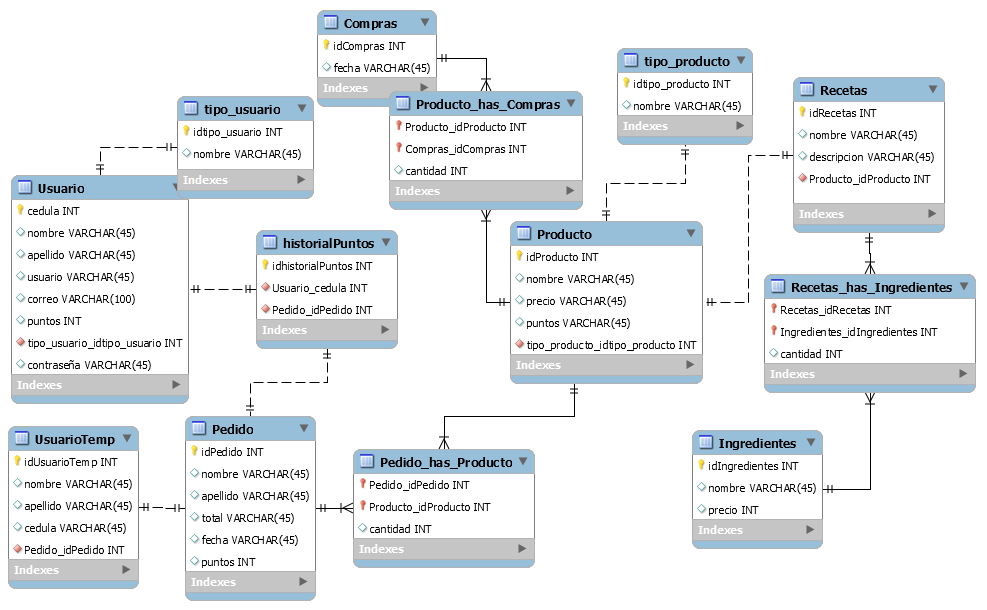 Compras
idCompras INT
fecha VARCHAR(45)
Indexes
tipo_usuario
idtipo_usuario INT
nombre VARCHAR(45)
Indexes
Producto_has_Compras
Producto_idProducto INT
Compras_idCompras INT
cantidad INT
Indexes
tipo_producto
idtipo_producto INT
nombre VARCHAR(45)
Indexes
Recetas
idRecetas INT
nombre VARCHAR(45)
descripcion VARCHAR(45)
Producto_idProducto INT
Indexes
Usuario
cedula INT
nombre VARCHAR(45)
apellido VARCHAR(45)
usuario VARCHAR(45)
correo VARCHAR(100)
puntos INT
tipo_usuario_idtipo_usuario INT
contraseña VARCHAR(45)
Indexes
historialPuntos
idhistorialPuntos INT
Usuario_cedula INT
Pedido_idPedido INT
Indexes
Producto
idProducto INT
nombre VARCHAR(45)
precio VARCHAR(45)
puntos VARCHAR(45)
tipo_producto_idtipo_producto INT
Indexes
Recetas_has_Ingredientes
Recetas_idRecetas INT
Ingredientes_idIngredientes INT
cantidad INT
Indexes
UsuarioTemp
idUsuarioTemp INT
nombre VARCHAR(45)
apellido VARCHAR(45)
cedula VARCHAR(45)
Pedido_idPedido INT
Indexes
Pedido
idPedido INT
nombre VARCHAR(45)
apellido VARCHAR(45)
total VARCHAR(45)
fecha VARCHAR(45)
puntos INT
Indexes
Pedido_has_Producto
Pedido_idPedido INT
Producto_idProducto INT
cantidad INT
Indexes
Ingredientes
idIngredientes INT
nombre VARCHAR(45)
precio INT
Indexes